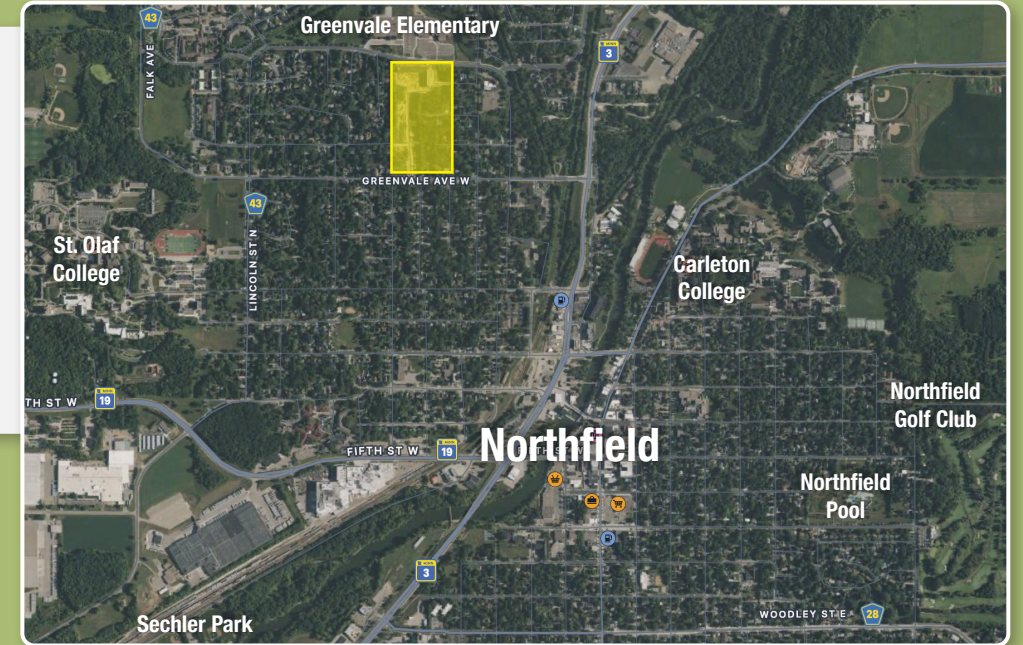 43
Greenvale Elementary
3
FALK AVE
GREENVALE AVE W
43
LINCOLN ST N
St. Olaf
College
Carleton
College
TH ST W
19
Northfield
Golf Club
FIFTH ST W
19
Northfield
Northfield
Pool
3
Sechler Park
WOODLEY ST E
28